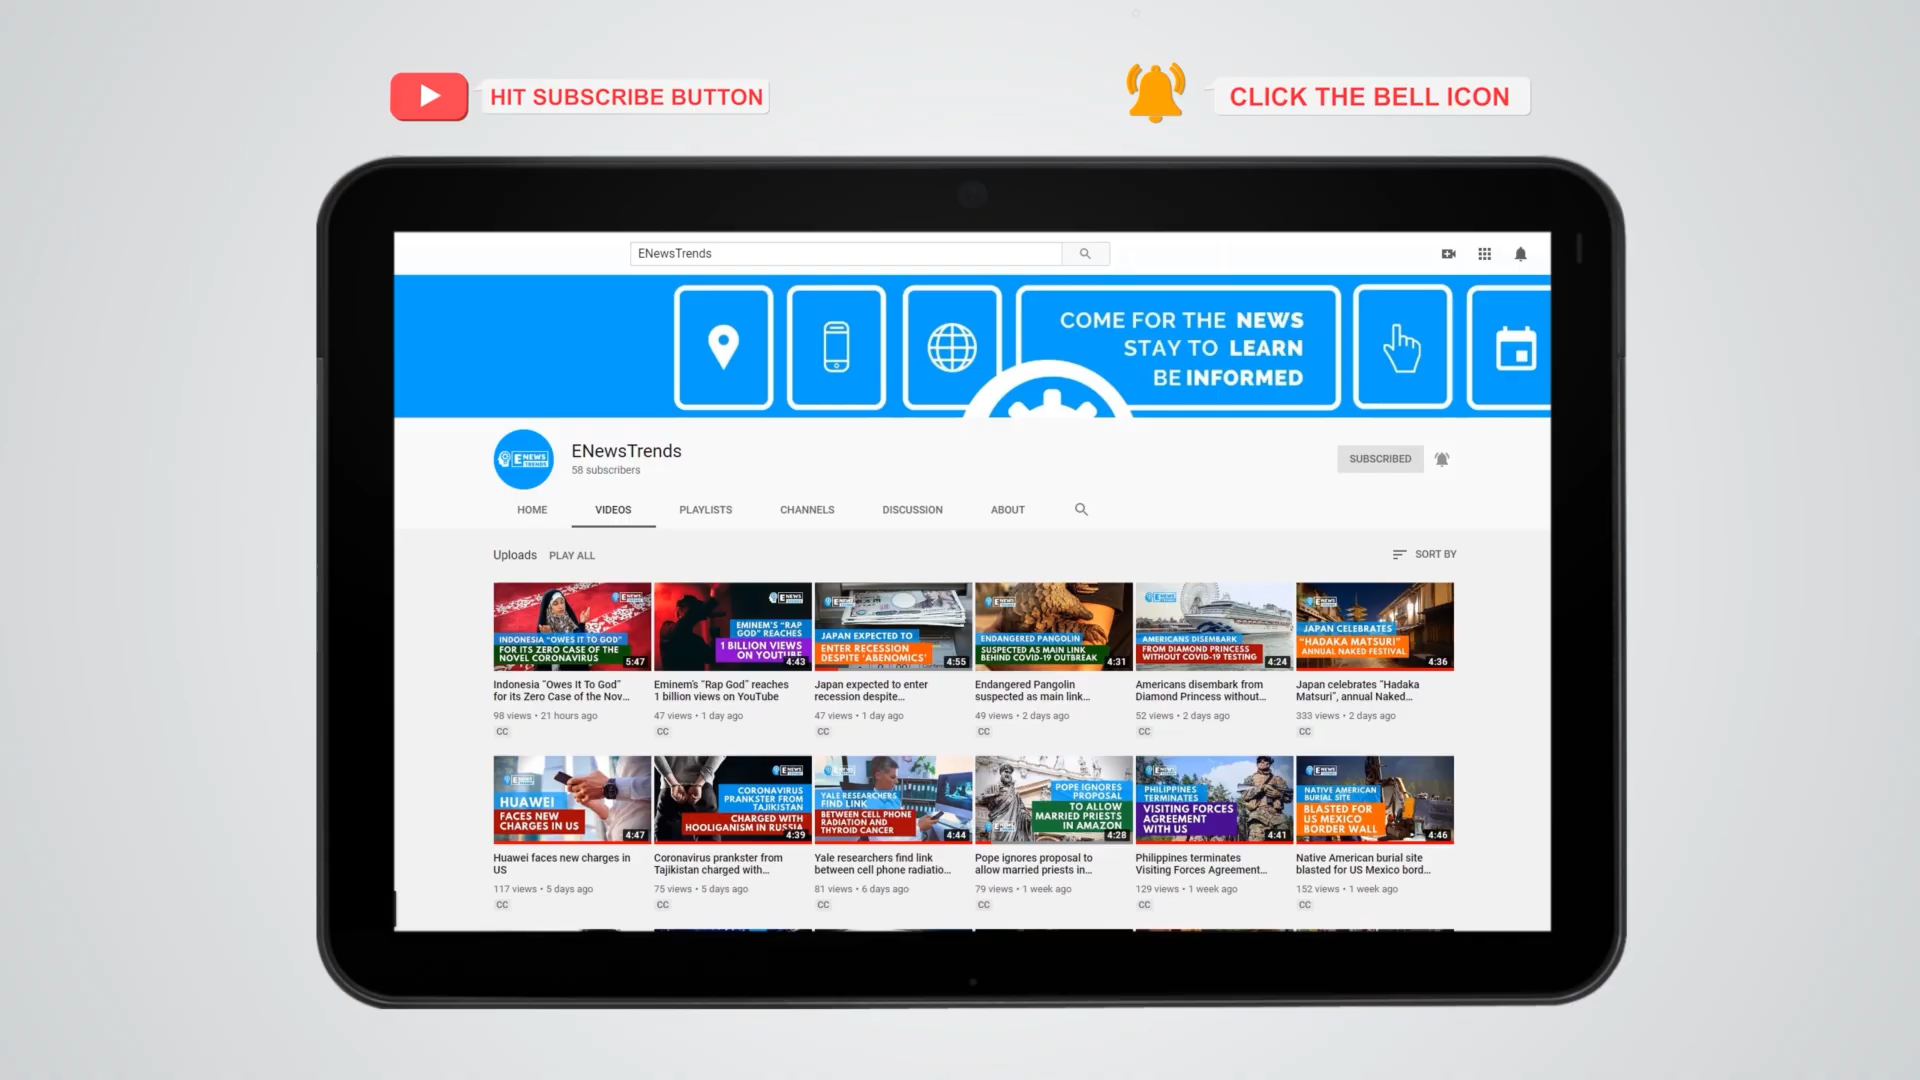 HIT SUBSCRIBE BUTTON
CLICK THE BELL ICON
ENewsTrends
COME FOR THE NEWS
STAY TO LEARN
BE INFORMED
E NEWS
TRENDS
ENewsTrends
58 subscribers
SUBSCRIBED
HOME VIDEOS PLAYLISTS CHANNELS DISCUSSION ABOUT
Uploads PLAY ALL
SORT BY
INDONESIA "OWES IT TO GOD"
FOR ITS ZERO CASE OF THE
NOVEL CORONAVIRUS
5:47
EMINEM'S "RAP
GOD" REACHES
1 BILLION VIEWS
ON YOUTUBE
4:43
JAPAN EXPECTED TO
ENTER RECESSION
DESPITE 'ABENOMICS'
4:55
ENDANGERED PANGOLIN
SUSPECTED AS MAIN LINK
BEHIND COVID-19 OUTBREAK
4:31
AMERICANS DISEMBARK
FROM DIAMOND PRINCESS
WITHOUT COVID-19 TESTING
4:24
JAPAN CELEBRATES
"HADAKA MATSURI"
ANNUAL NAKED FESTIVAL
4:36
Indonesia "Owes It To God"
for its Zero Case of the Nov...
98 views • 21 hours ago
CC
Eminem's "Rap God" reaches
1 billion views on YouTube
47 views • 1 day ago
CC
Japan expected to enter
recession despite...
47 views • 1 day ago
CC
Endangered Pangolin
suspected as main link...
49 views • 2 days ago
CC
Americans disembark from
Diamond Princess without...
52 views • 2 days ago
CC
Japan celebrates "Hadaka
Matsuri", annual Naked...
333 views • 2 days ago
CC
HUAWEI
FACES NEW
CHARGES IN US
4:47
CORONAVIRUS
PRANKSTER FROM
TAJIKISTAN
CHARGED WITH
HOOLIGANISM IN RUSSIA
4:39
YALE RESEARCHERS
FIND LINK
BETWEEN CELL PHONE
RADIATION AND
THYROID CANCER
4:44
POPE IGNORES
PROPOSAL
TO ALLOW
MARRIED PRIESTS
IN AMAZON
4:28
PHILIPPINES
TERMINATES
VISITING FORCES
AGREEMENT
WITH US
4:41
NATIVE AMERICAN
BURIAL SITE
BLASTED FOR
US MEXICO
BORDER WALL
4:46
Huawei faces new charges in
US
117 views • 5 days ago
CC
Coronavirus prankster from
Tajikistan charged with...
75 views • 5 days ago
CC
Yale researchers find link
between cell phone radiatio...
81 views • 6 days ago
CC
Pope ignores proposal to
allow married priests in...
79 views • 1 week ago
CC
Philippines terminates
Visiting Forces Agreement...
129 views • 1 week ago
CC
Native American burial site
blasted for US Mexico bord...
152 views • 1 week ago
CC